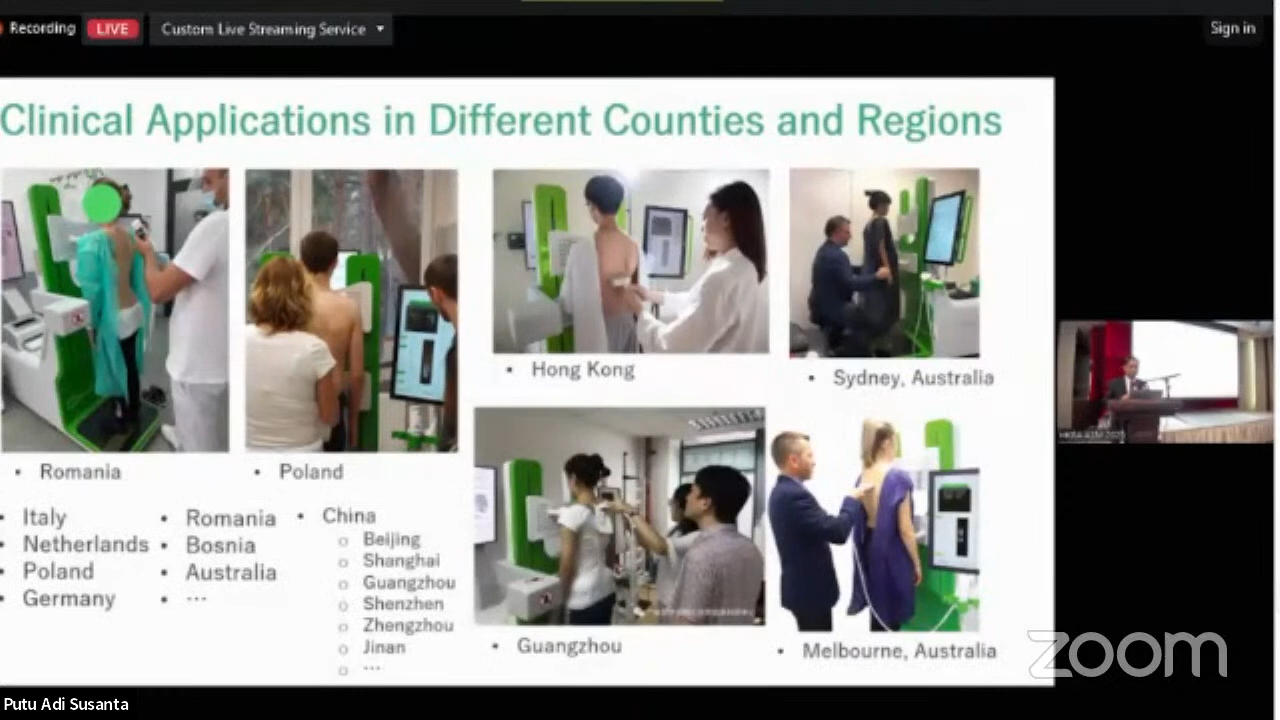 Recording
LIVE
Custom Live Streaming Service
Sign in
Clinical Applications in Different Counties and Regions
• Romania
• Poland
• Hong Kong
• Sydney, Australia
• Italy
• Netherlands
• Poland
• Germany
• Romania
• Bosnia
• Australia
• ...
• China
o Beijing
o Shanghai
o Guangzhou
o Shenzhen
o Zhengzhou
o Jinan
o ...
• Guangzhou
• Melbourne, Australia
zoom
Putu Adi Susanta